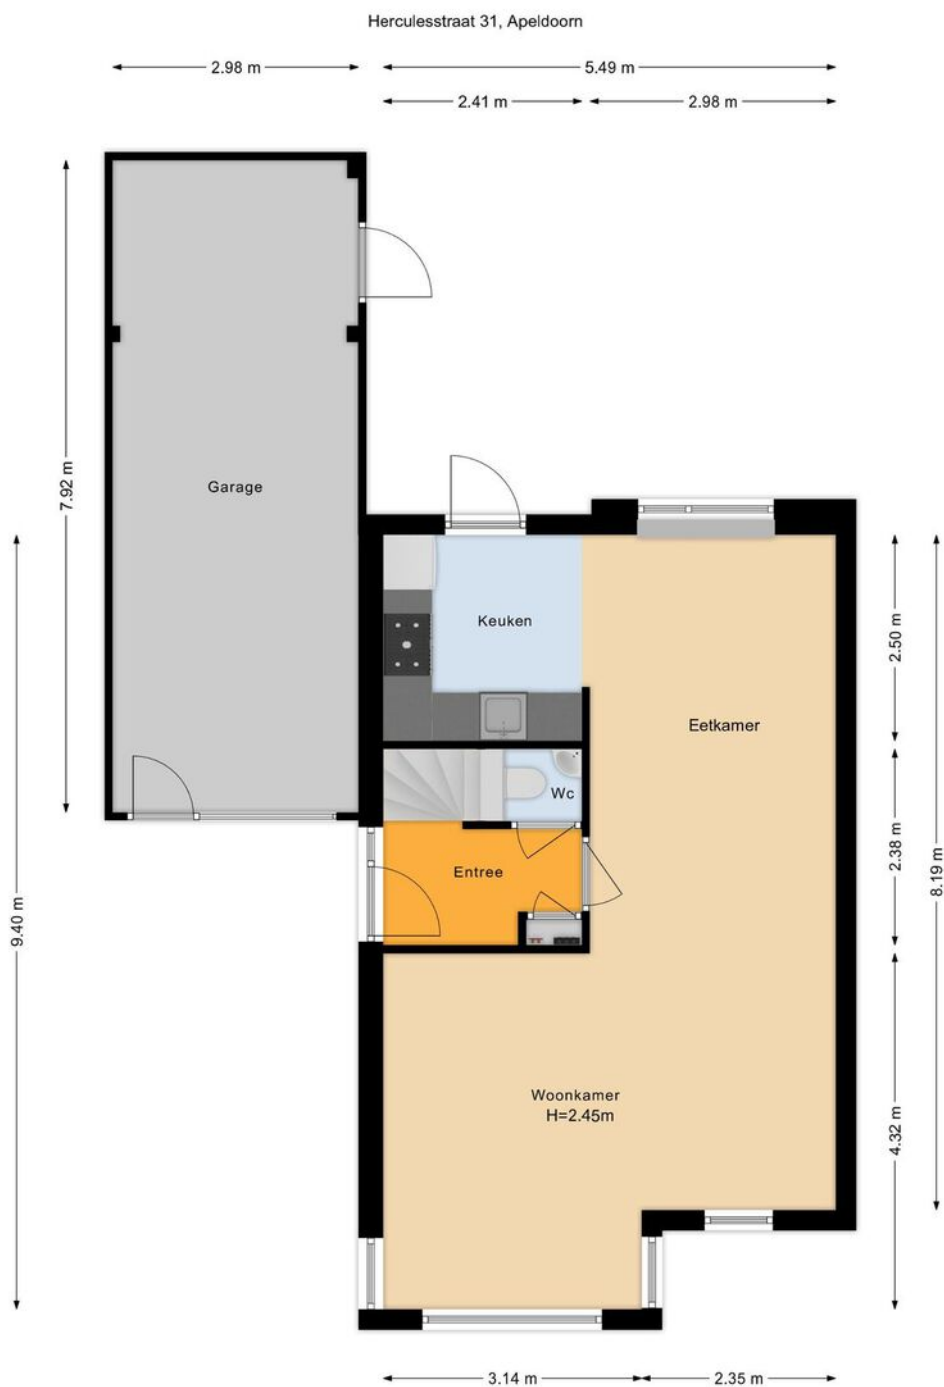 Herculesstraat 31, Apeldoorn
2.98 m
5.49 m
2.41 m
2.98 m
7.92 m
Garage
9.40 m
Keuken
2.50 m
Eetkamer
Wc
2.38 m
Entree
8.19 m
Woonkamer
H=2.45m
4.32 m
3.14 m
2.35 m